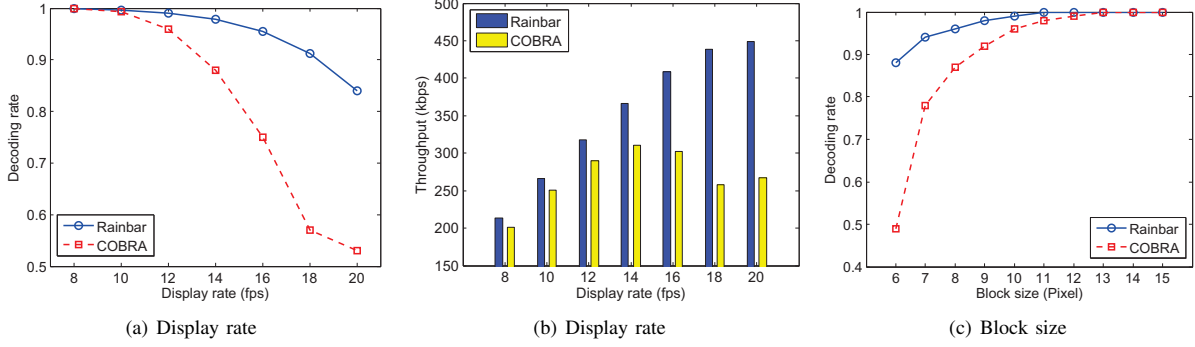 1
0.9
0.8
0.7
0.6
0.5
Decoding rate
Rainbar
COBRA
8 10 12 14 16 18 20
Display rate (fps)
(a) Display rate
500
450
400
350
300
250
200
150
Throughput (kbps)
Rainbar
COBRA
8 10 12 14 16 18 20
Display rate (fps)
(b) Display rate
1
0.9
0.8
0.7
0.6
0.5
0.4
Decoding rate
Rainbar
COBRA
6 7 8 9 10 11 12 13 14 15
Block size (Pixel)
(c) Block size